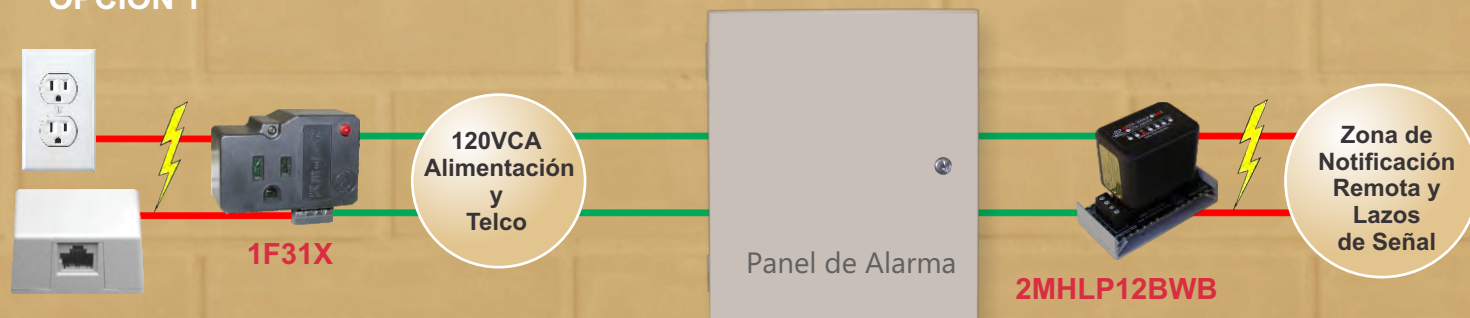 OPCIÓN 1
120VCA
Alimentación
y
Telco
1F31X
Panel de Alarma
2MHLP12BWB
Zona de
Notificación
Remota y
Lazos
de Señal